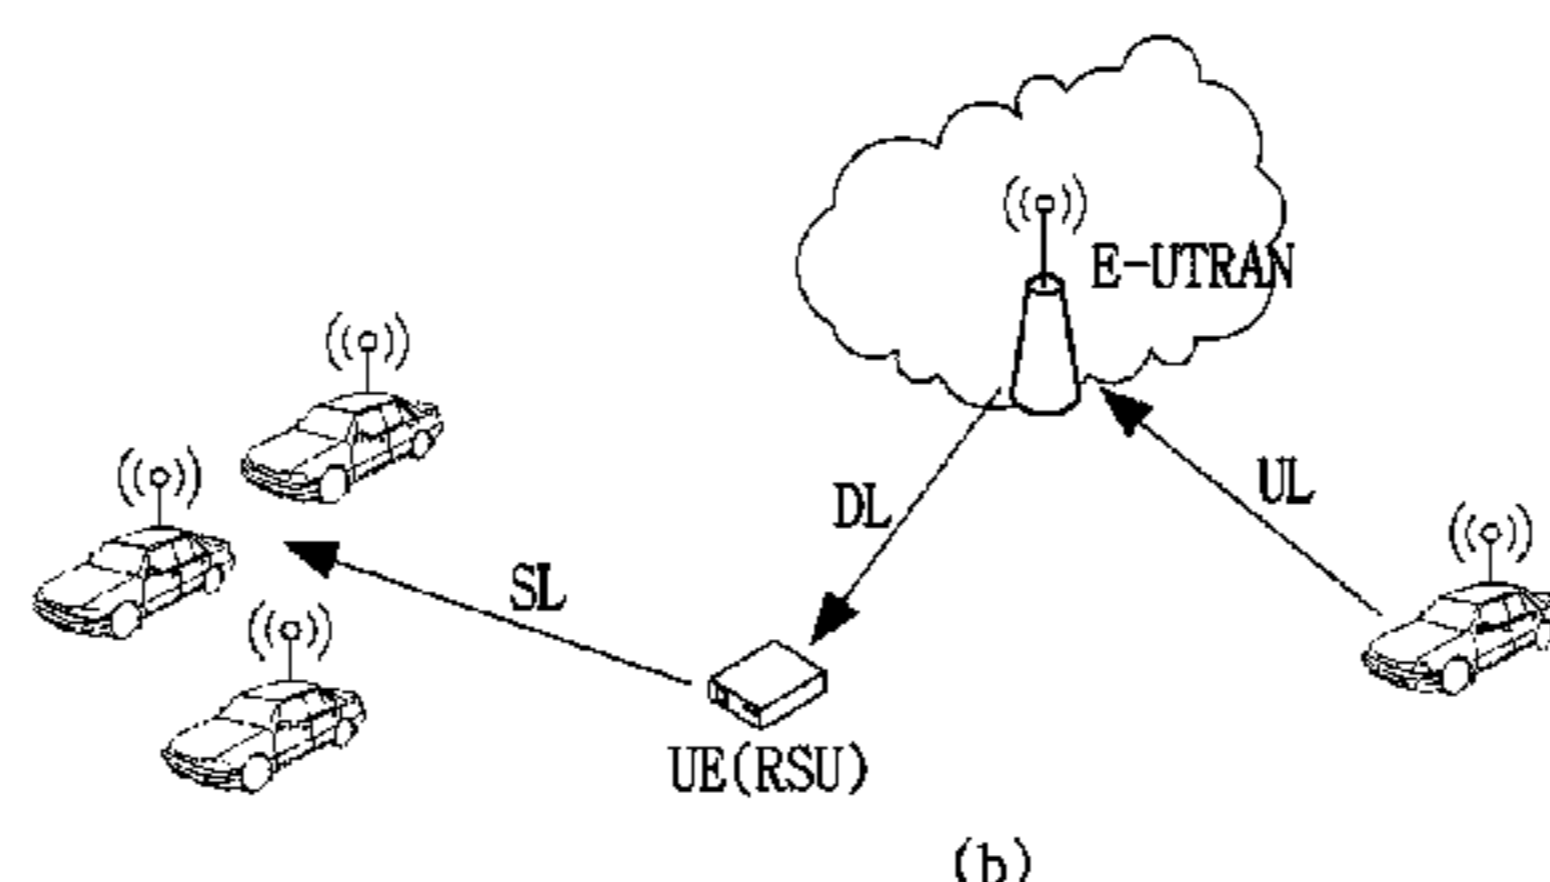 E-UTRAN
UL
DL
SL
UE(RSU)
(b)